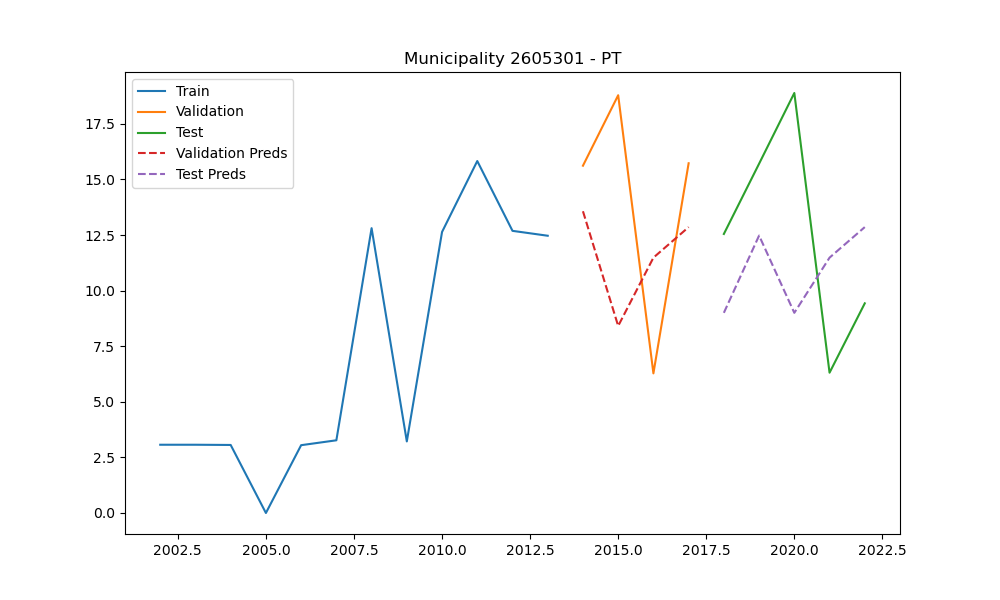 Municipality 2605301 - PT
Train
Validation
Test
Validation Preds
Test Preds
17.5
15.0
12.5
10.0
7.5
5.0
2.5
0.0
2002.5 2005.0 2007.5 2010.0 2012.5 2015.0 2017.5 2020.0 2022.5